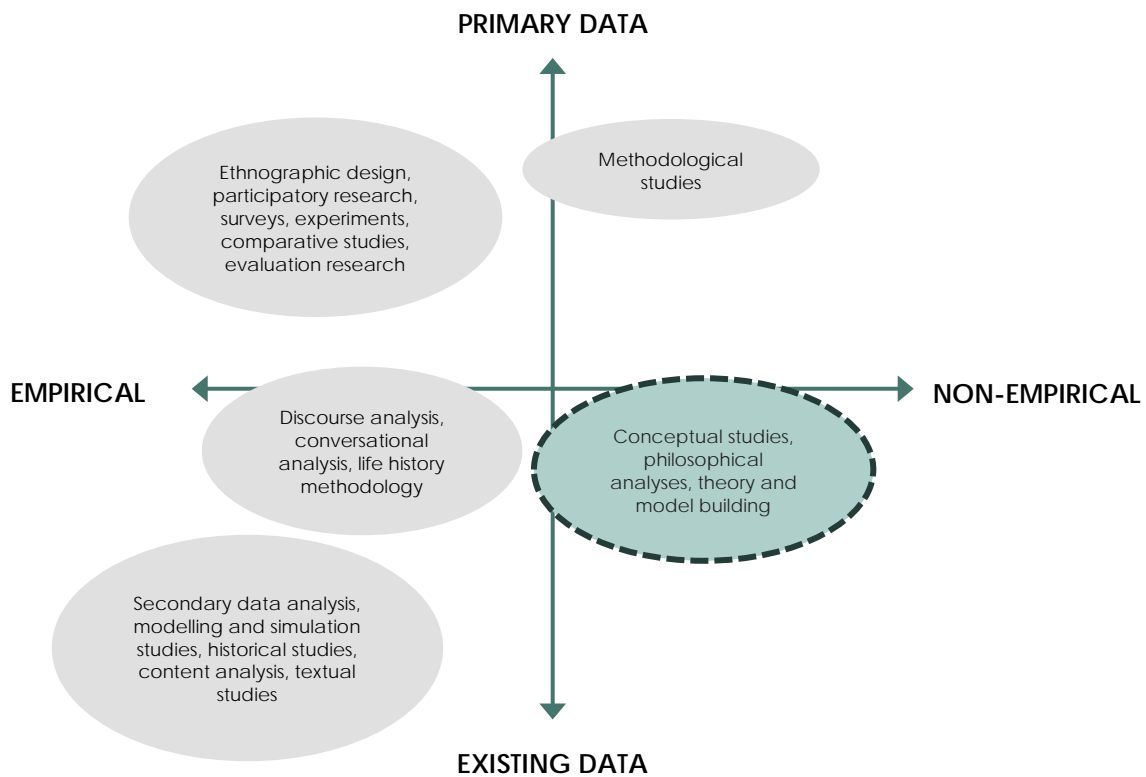 PRIMARY DATA
Ethnographic design,
participatory research,
surveys, experiments,
comparative studies,
evaluation research
Methodological
studies
EMPIRICAL
NON-EMPIRICAL
Discourse analysis,
conversational
analysis, life history
methodology
Conceptual studies,
philosophical
analyses, theory and
model building
Secondary data analysis,
modelling and simulation
studies, historical studies,
content analysis, textual
studies
EXISTING DATA